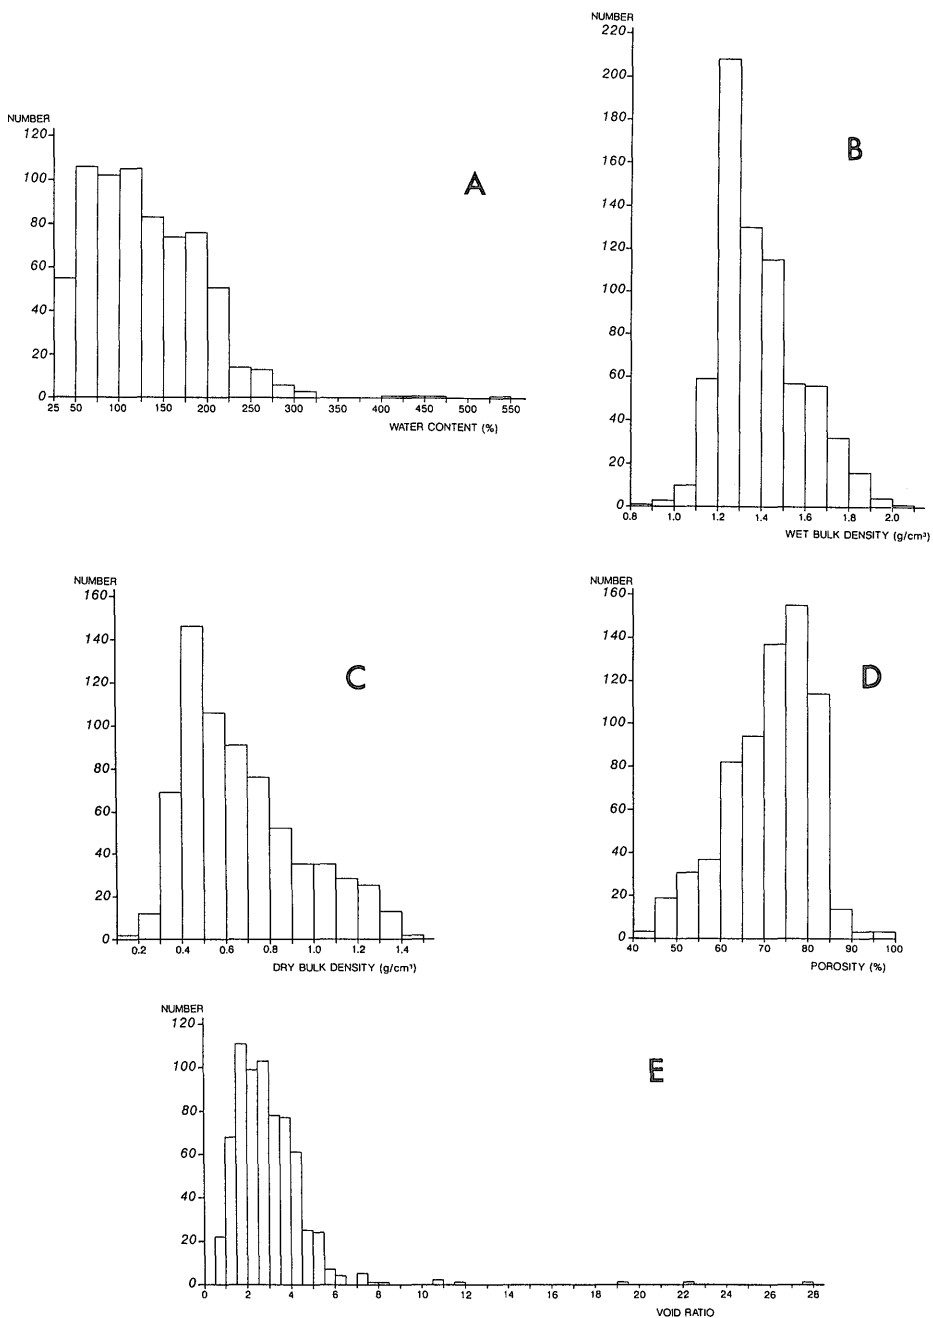 NUMBER
120
100
80
60
40
20
0
25 50 100 150 200 250 300 350 400 450 500 550
WATER CONTENT (%)
A
NUMBER
220
200
180
160
140
120
100
80
60
40
20
0
0.8 1.0 1.2 1.4 1.6 1.8 2.0
WET BULK DENSITY (g/cm³)
B
NUMBER
160
140
120
100
80
60
40
20
0
0.2 0.4 0.6 0.8 1.0 1.2 1.4
DRY BULK DENSITY (g/cm³)
C
NUMBER
160
140
120
100
80
60
40
20
0
40 50 60 70 80 90 100
POROSITY (%)
D
NUMBER
120
100
80
60
40
20
0
0 2 4 6 8 10 12 14 16 18 20 22 24 26 28
VOID RATIO
E